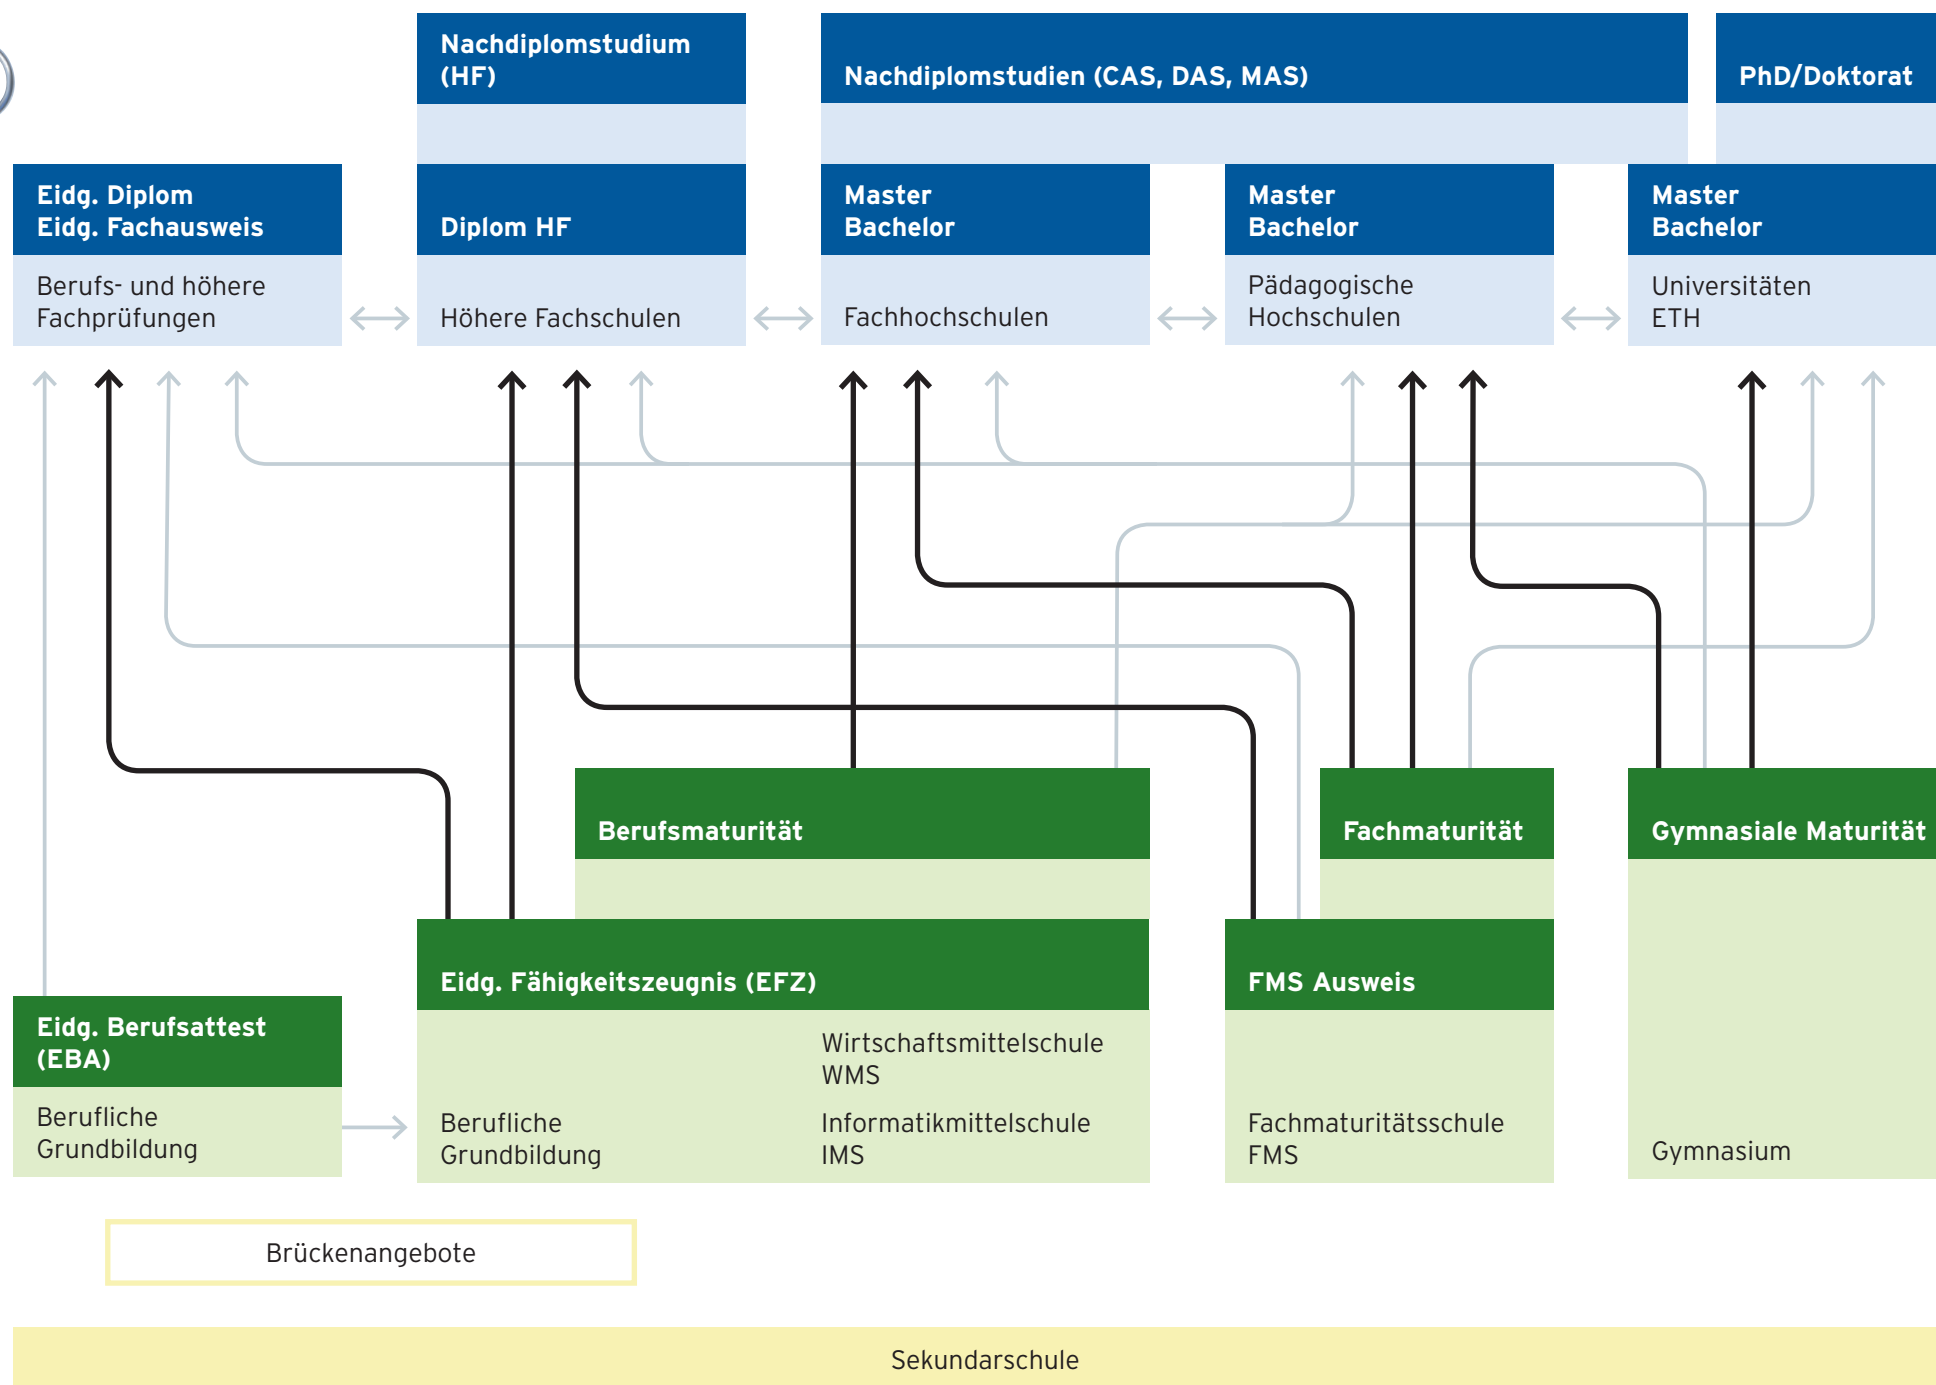 Nachdiplomstudium
(HF)
Nachdiplomstudien (CAS, DAS, MAS)
PhD/Doktorat
Eidg. Diplom
Eidg. Fachausweis
Diplom HF
Master
Bachelor
Master
Bachelor
Master
Bachelor
Berufs- und höhere
Fachprüfungen
Höhere Fachschulen
Fachhochschulen
Pädagogische
Hochschulen
Universitäten
ETH
Berufsmaturität
Fachmaturität
Gymnasiale Maturität
Eidg. Fähigkeitszeugnis (EFZ)
FMS Ausweis
Eidg. Berufsattest
(EBA)
Berufliche
Grundbildung
Berufliche
Grundbildung
Wirtschaftsmittelschule
WMS
Informatikmittelschule
IMS
Fachmaturitätsschule
FMS
Gymnasium
Brückenangebote
Sekundarschule